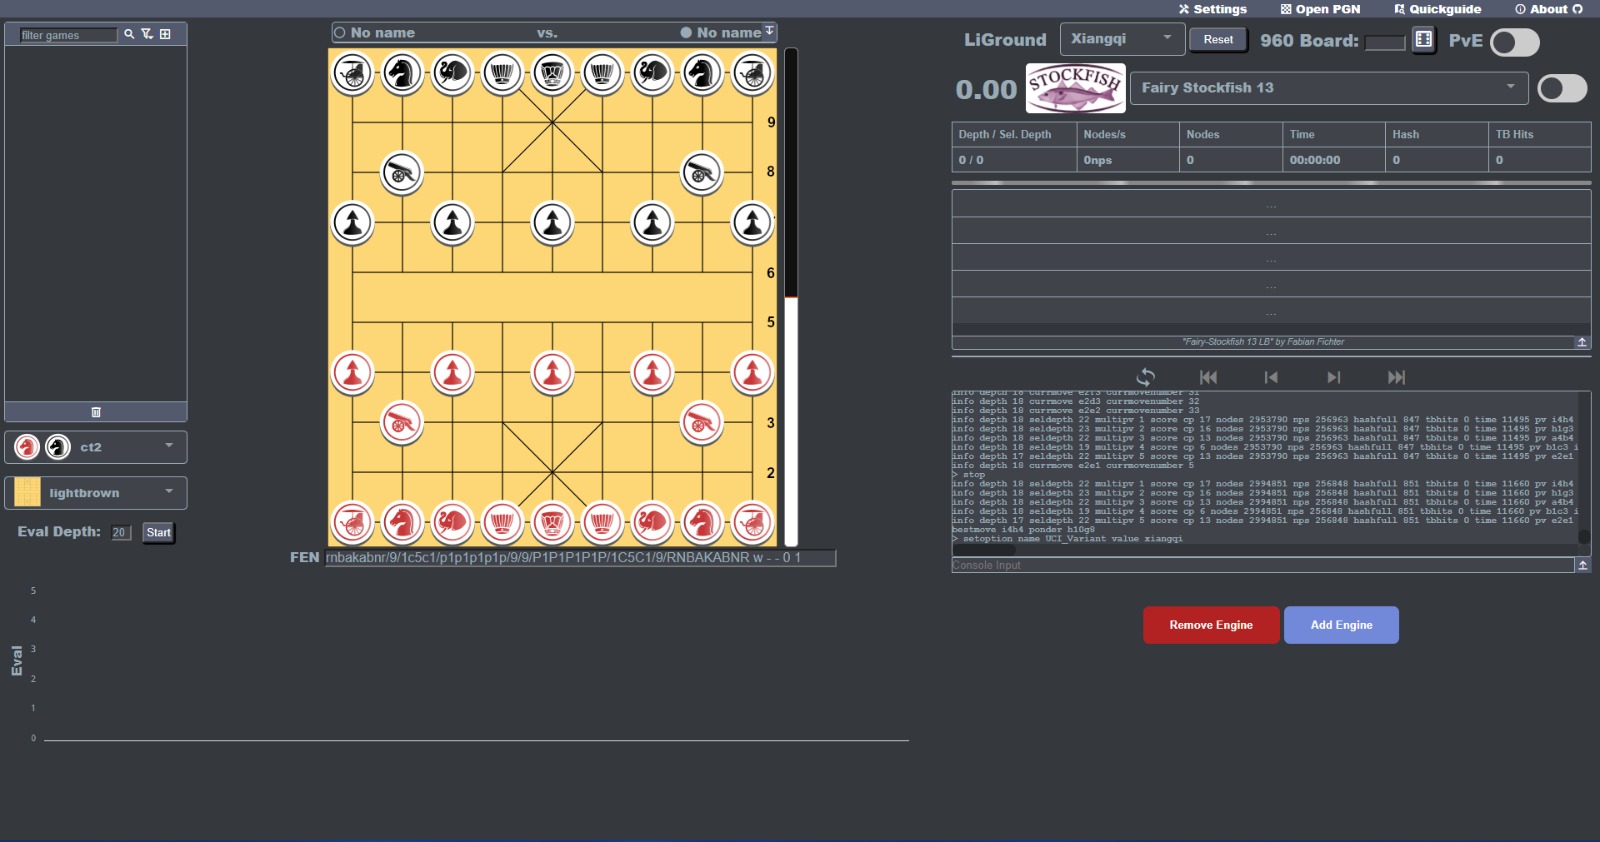 Settings
Open PGN
Quickguide
About
filter games
No name vs. No name
LiGround
Xiangqi
Reset
960 Board:
PvE
0.00
STOCKFISH
Fairy Stockfish 13
Depth / Sel. Depth Nodes/s Nodes Time Hash TB Hits
0 / 0 0nps 0 00:00:00 0 0
...
...
...
...
...
"Fairy-Stockfish 13 LB" by Fabian Fichter
9
8
6
5
3
2
info depth 18 currmove e2f3 currmovenumber 31
info depth 18 currmove e2d3 currmovenumber 32
info depth 18 currmove e2e2 currmovenumber 33
info depth 18 seldepth 22 multipv 1 score cp 17 nodes 2953790 nps 256963 hashfull 847 tbhits 0 time 11495 pv i4h4
info depth 18 seldepth 23 multipv 2 score cp 16 nodes 2953790 nps 256963 hashfull 847 tbhits 0 time 11495 pv h1g3
info depth 18 seldepth 22 multipv 3 score cp 13 nodes 2953790 nps 256963 hashfull 847 tbhits 0 time 11495 pv a4b4
info depth 18 seldepth 19 multipv 4 score cp 6 nodes 2953790 nps 256963 hashfull 847 tbhits 0 time 11495 pv b1c3 i
info depth 17 seldepth 22 multipv 5 score cp 13 nodes 2953790 nps 256963 hashfull 847 tbhits 0 time 11495 pv e2e1
info depth 18 currmove e2e1 currmovenumber 5
> stop
info depth 18 seldepth 22 multipv 1 score cp 17 nodes 2994851 nps 256848 hashfull 851 tbhits 0 time 11660 pv i4h4
info depth 18 seldepth 23 multipv 2 score cp 16 nodes 2994851 nps 256848 hashfull 851 tbhits 0 time 11660 pv h1g3
info depth 18 seldepth 22 multipv 3 score cp 13 nodes 2994851 nps 256848 hashfull 851 tbhits 0 time 11660 pv a4b4
info depth 18 seldepth 19 multipv 4 score cp 6 nodes 2994851 nps 256848 hashfull 851 tbhits 0 time 11660 pv b1c3 i
info depth 17 seldepth 22 multipv 5 score cp 13 nodes 2994851 nps 256848 hashfull 851 tbhits 0 time 11660 pv e2e1
bestmove i4h4 ponder h10g8
> setoption name UCI_Variant value xiangqi
Console Input
ct2
lightbrown
Eval Depth: 20 Start
FEN rnbakabnr/9/1c5c1/p1p1p1p1p/9/9/P1P1P1P1P/1C5C1/9/RNBAKABNR w - - 0 1
Remove Engine
Add Engine
Eval
5
4
3
2
1
0